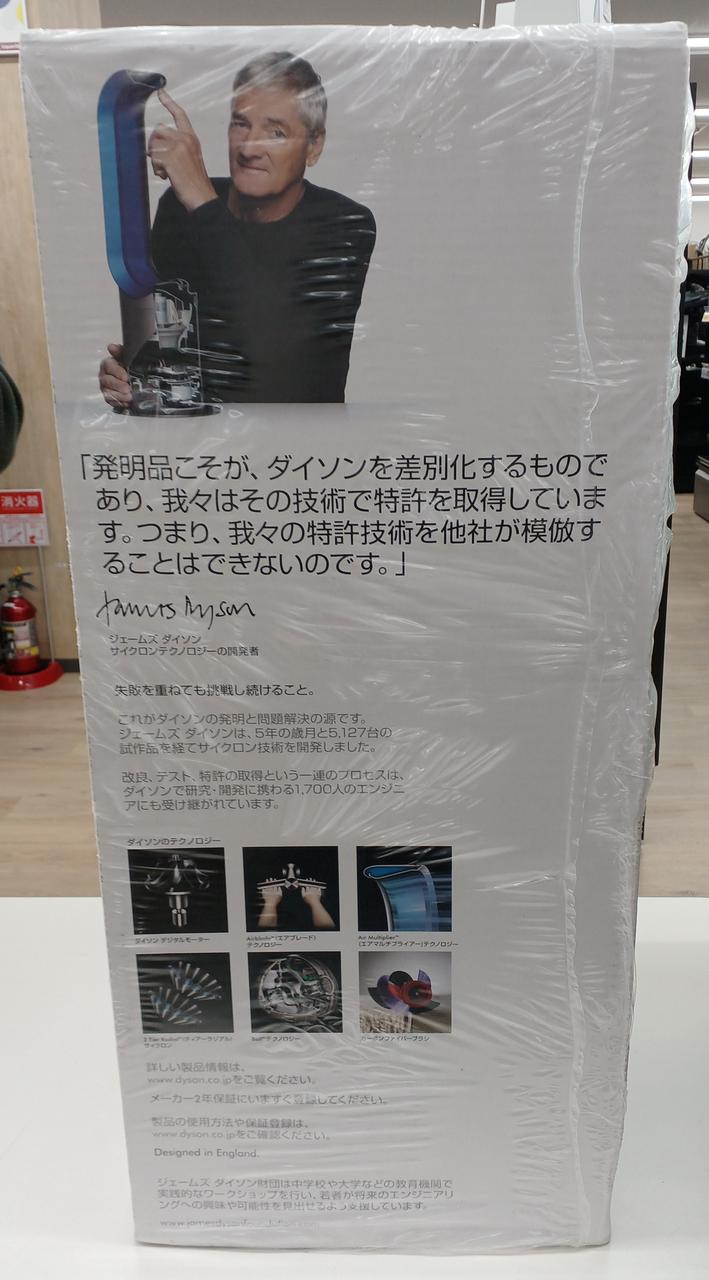 「発明品こそが、ダイソンを差別化するもので
あり、我々はその技術で特許を取得していま
す。つまり、我々の特許技術を他社が模倣す
ることはできないのです。」
James Dyson
ジェームズ ダイソン
サイクロンテクノロジーの開発者
消火器
失敗を重ねても挑戦し続けること。
これがダイソンの発明と問題解決の源です。
ジェームズ ダイソンは、5年の歳月と5,127台の
試作品を経てサイクロン技術を開発しました。
改良、テスト、特許の取得という一連のプロセスは、
ダイソンで研究・開発に携わる1,700人のエンジニ
アにも受け継がれています。
ダイソンのテクノロジー
ダイソン デジタルモーター
Airblade™(エアブレード)
テクノロジー
Air Multiplier™
(エアマルチプライアー)テクノロジー
2 Tier Radial™(ティアーラジアル)
サイクロン
Ball™テクノロジー
カーボンファイバーブラシ
詳しい製品情報は、
www.dyson.co.jpをご覧ください。
メーカー2年保証にいますぐ登録してください。
製品の使用方法や保証登録は、
www.dyson.co.jpをご確認ください。
Designed in England.
ジェームズ ダイソン財団は中学校や大学などの教育機関で
実践的なワークショップを行い、若者が将来のエンジニアリ
ングへの興味や可能性を見出せるよう支援しています。
www.jamesdysonfoundation.com